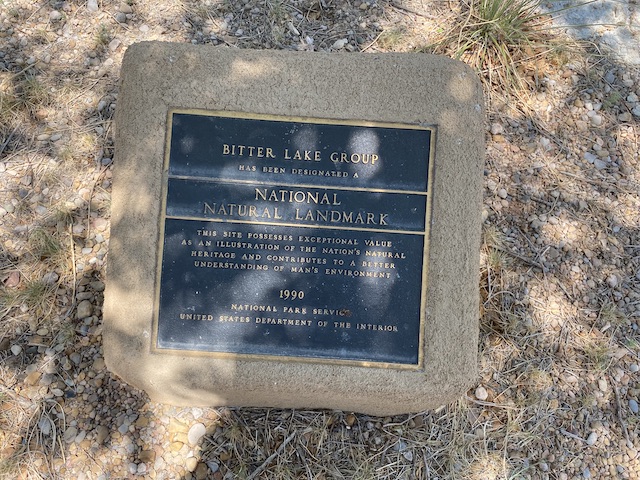 BITTER LAKE GROUP
HAS BEEN DESIGNATED A
NATIONAL
NATURAL LANDMARK
THIS SITE POSSESSES EXCEPTIONAL VALUE
AS AN ILLUSTRATION OF THE NATION'S NATURAL
HERITAGE AND CONTRIBUTES TO A BETTER
UNDERSTANDING OF MAN'S ENVIRONMENT
1990
NATIONAL PARK SERVICE
UNITED STATES DEPARTMENT OF THE INTERIOR